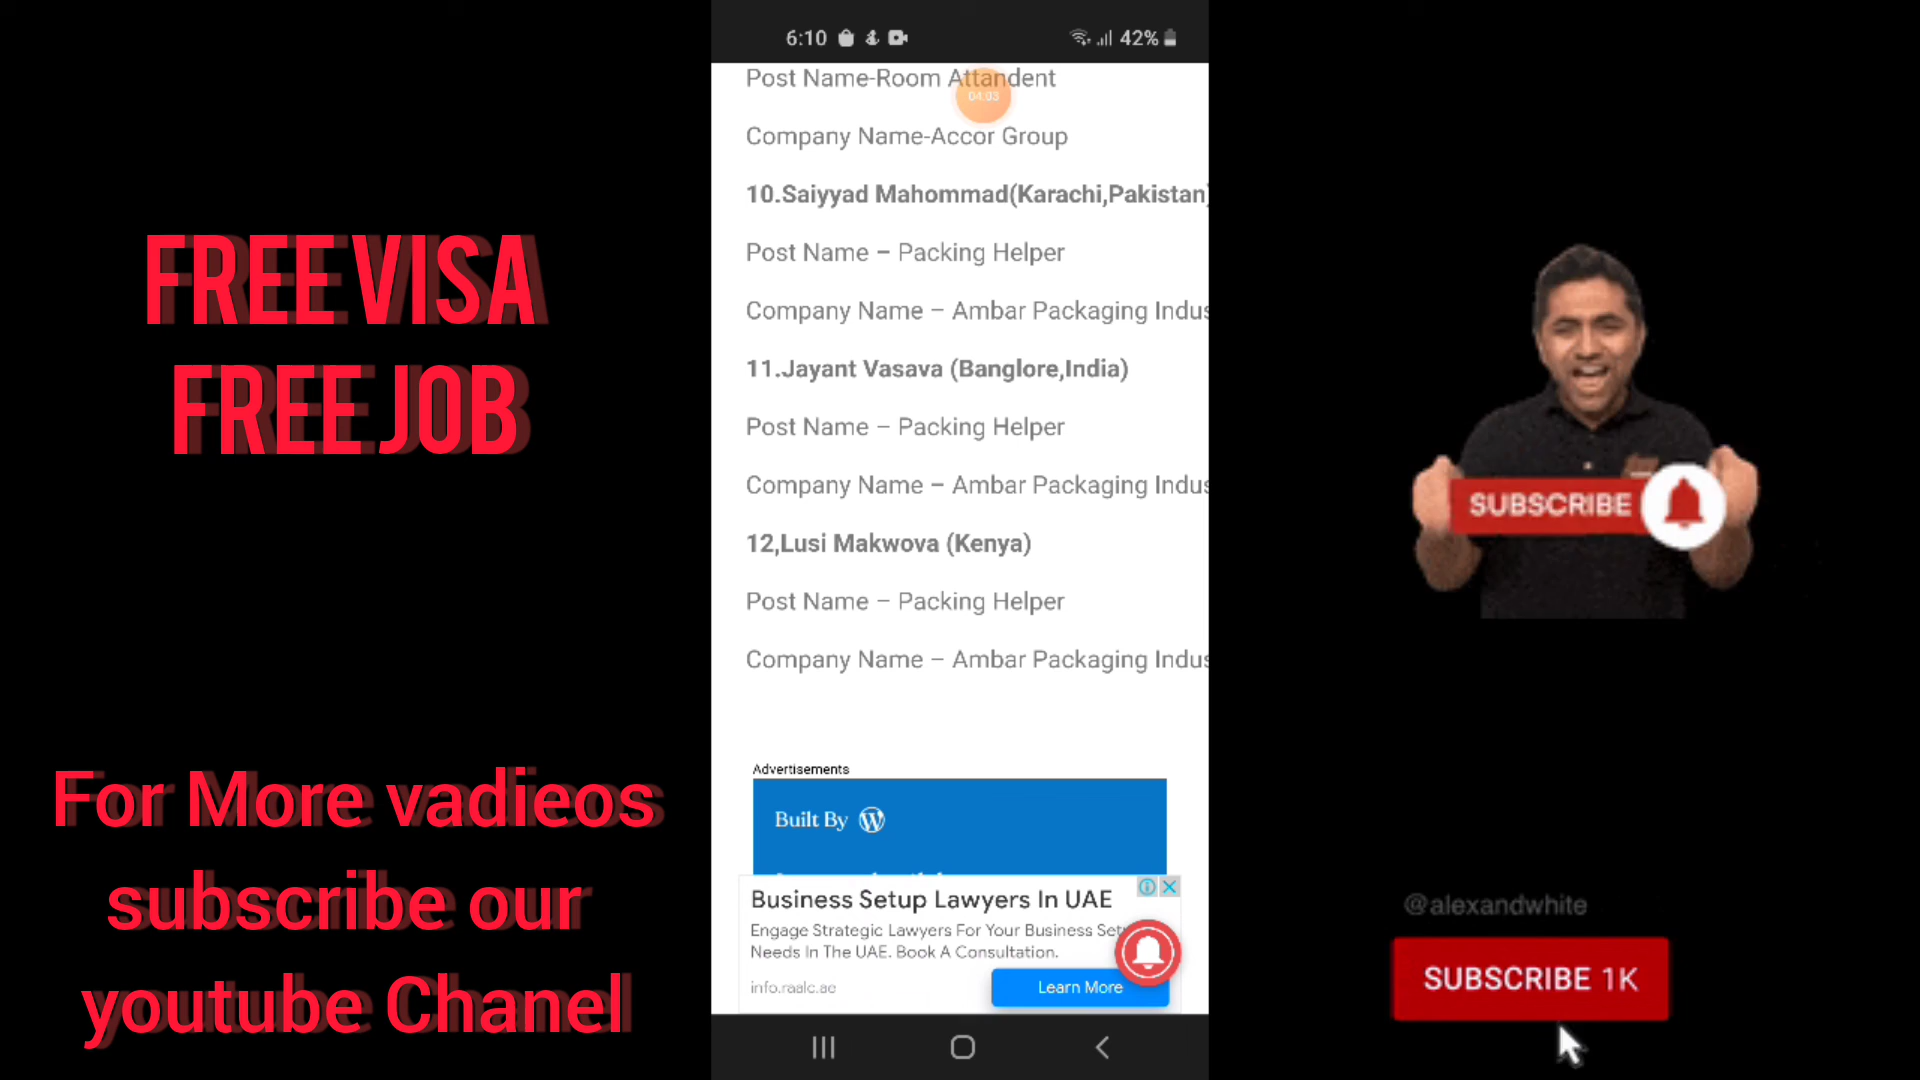 FREE VISA
FREE JOB
For More vadieos
subscribe our
youtube Chanel
6:10
42%
Post Name-Room Attandent
04:03
Company Name-Accor Group
10.Saiyyad Mahommad(Karachi,Pakistan)
Post Name – Packing Helper
Company Name – Ambar Packaging Indus
11.Jayant Vasava (Banglore,India)
Post Name – Packing Helper
Company Name – Ambar Packaging Indus
12,Lusi Makwova (Kenya)
Post Name – Packing Helper
Company Name – Ambar Packaging Indus
Advertisements
Built By
Business Setup Lawyers In UAE
Engage Strategic Lawyers For Your Business Setu
Needs In The UAE. Book A Consultation.
info.raalc.ae
Learn More
SUBSCRIBE
@alexandwhite
SUBSCRIBE 1K